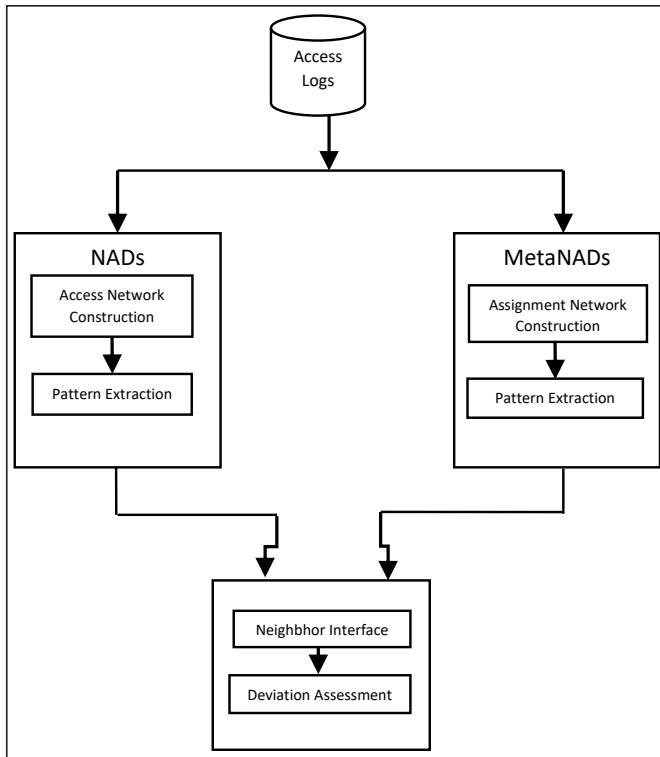 Access
Logs
NADs
Access Network
Construction
Pattern Extraction
MetaNADs
Assignment Network
Construction
Pattern Extraction
Neighbhor Interface
Deviation Assessment